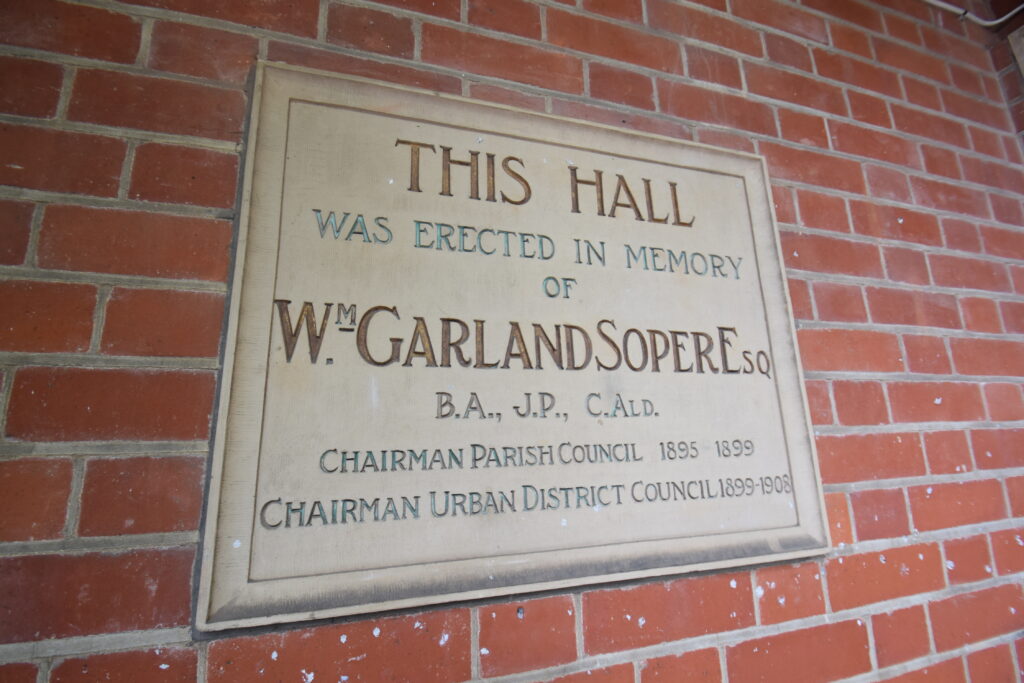 THIS HALL
WAS ERECTED IN MEMORY
OF
WM. GARLAND SOPER ESQ
B.A., J.P., C.ALD.
CHAIRMAN PARISH COUNCIL 1895 1899
CHAIRMAN URBAN DISTRICT COUNCIL 1899-1908